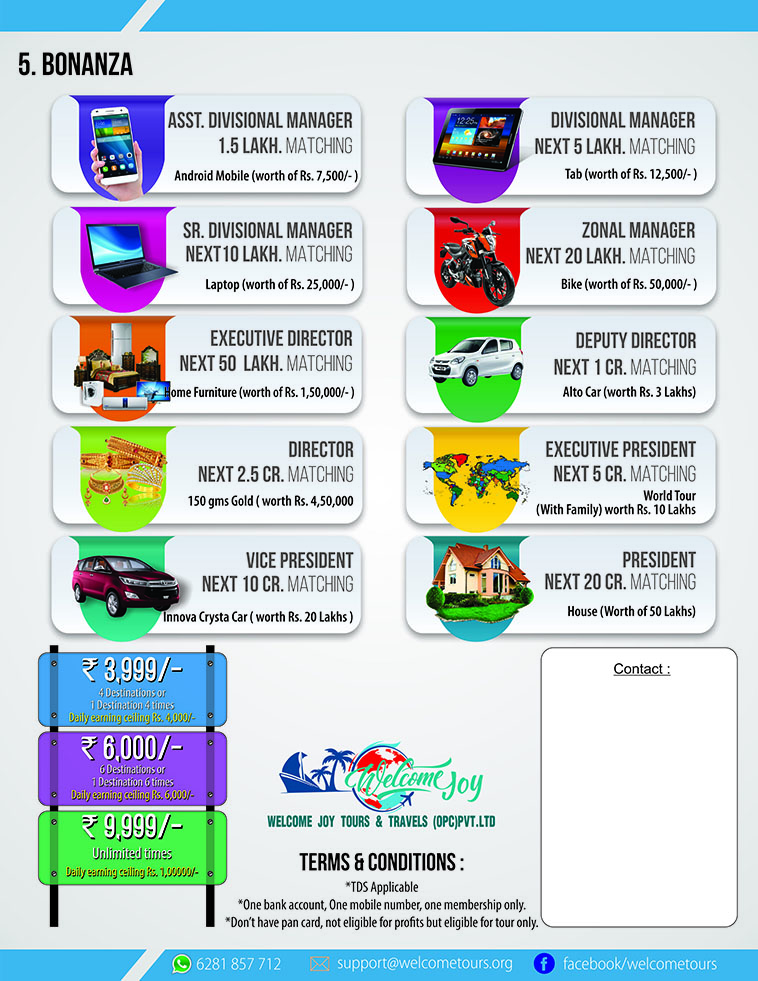 5. BONANZA
ASST. DIVISIONAL MANAGER
1.5 LAKH. MATCHING
Android Mobile (worth of Rs. 7,500/- )
DIVISIONAL MANAGER
NEXT 5 LAKH. MATCHING
Tab (worth of Rs. 12,500/- )
SR. DIVISIONAL MANAGER
NEXT10 LAKH. MATCHING
Laptop (worth of Rs. 25,000/- )
ZONAL MANAGER
NEXT 20 LAKH. MATCHING
Bike (worth of Rs. 50,000/- )
EXECUTIVE DIRECTOR
NEXT 50 LAKH. MATCHING
Home Furniture (worth of Rs. 1,50,000/- )
DEPUTY DIRECTOR
NEXT 1 CR. MATCHING
Alto Car (worth Rs. 3 Lakhs)
DIRECTOR
NEXT 2.5 CR. MATCHING
150 gms Gold ( worth Rs. 4,50,000
EXECUTIVE PRESIDENT
NEXT 5 CR. MATCHING
World Tour
(With Family) worth Rs. 10 Lakhs
VICE PRESIDENT
NEXT 10 CR. MATCHING
Innova Crysta Car ( worth Rs. 20 Lakhs )
PRESIDENT
NEXT 20 CR. MATCHING
House (Worth of 50 Lakhs)
₹ 3,999/-
4 Destinations or
1 Destination 4 times
Daily earning ceiling Rs. 4,000/-
₹ 6,000/-
6 Destinations or
1 Destination 6 times
Daily earning ceiling Rs. 6,000/-
₹ 9,999/-
Unlimited times
Daily earning ceiling Rs. 1,00000/-
Welcome Joy
WELCOME JOY TOURS & TRAVELS (OPC)PVT.LTD
TERMS & CONDITIONS :
*TDS Applicable
*One bank account, One mobile number, one membership only.
*Don't have pan card, not eligible for profits but eligible for tour only.
Contact :
6281 857 712
support@welcometours.org
facebook/welcometours